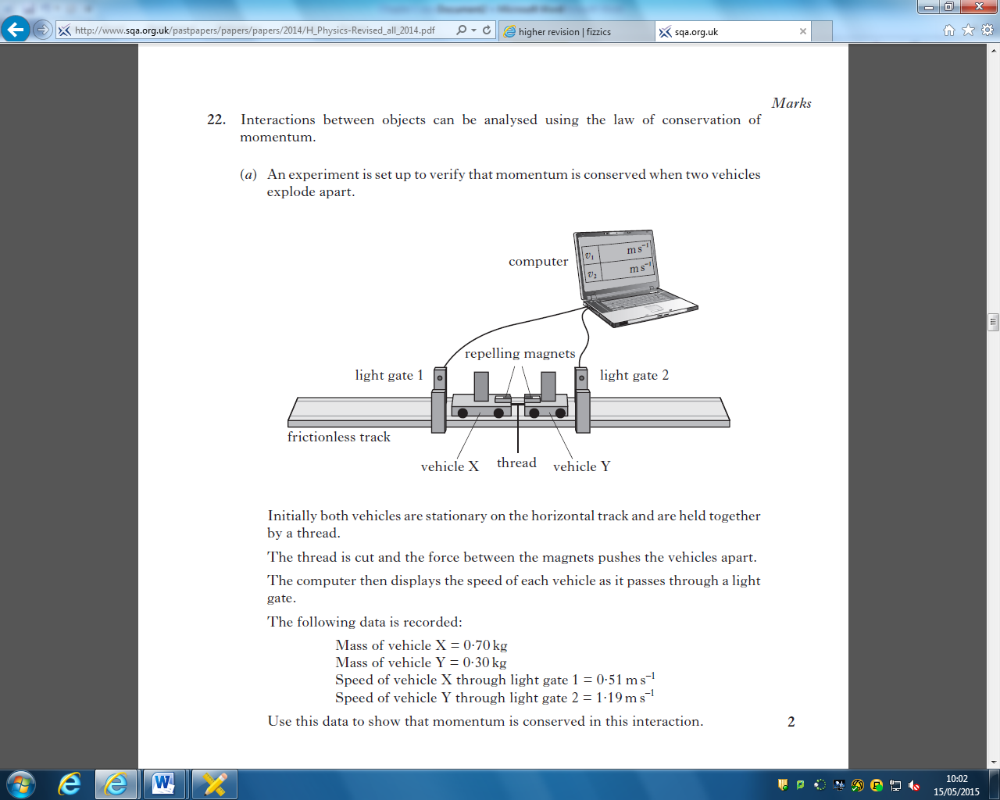 http://www.sqa.org.uk/pastpapers/papers/papers/2014/H_Physics-Revised_all_2014.pdf
higher revision | fizzics
sqa.org.uk
Marks
22. Interactions between objects can be analysed using the law of conservation of
momentum.
(a) An experiment is set up to verify that momentum is conserved when two vehicles
explode apart.
computer
v₁ m s⁻¹
v₂ m s⁻¹
repelling magnets
light gate 1
light gate 2
frictionless track
vehicle X
thread
vehicle Y
Initially both vehicles are stationary on the horizontal track and are held together
by a thread.
The thread is cut and the force between the magnets pushes the vehicles apart.
The computer then displays the speed of each vehicle as it passes through a light
gate.
The following data is recorded:
Mass of vehicle X = 0·70 kg
Mass of vehicle Y = 0·30 kg
Speed of vehicle X through light gate 1 = 0·51 m s⁻¹
Speed of vehicle Y through light gate 2 = 1·19 m s⁻¹
Use this data to show that momentum is conserved in this interaction. 2
10:02
15/05/2015